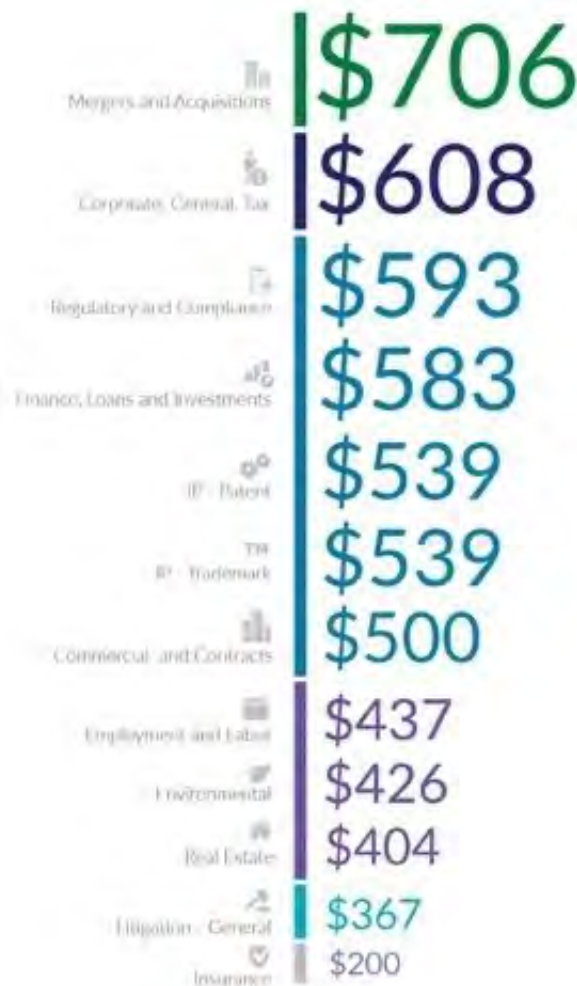 $706
Mergers and Acquisitions
$608
Corporate, General, Tax
$593
Regulatory and Compliance
$583
Finance, Loans and Investments
$539
IP - Patent
TM
$539
IP - Trademark
$500
Commercial and Contracts
$437
Employment and Labor
$426
Environmental
$404
Real Estate
$367
Litigation - General
$200
Insurance